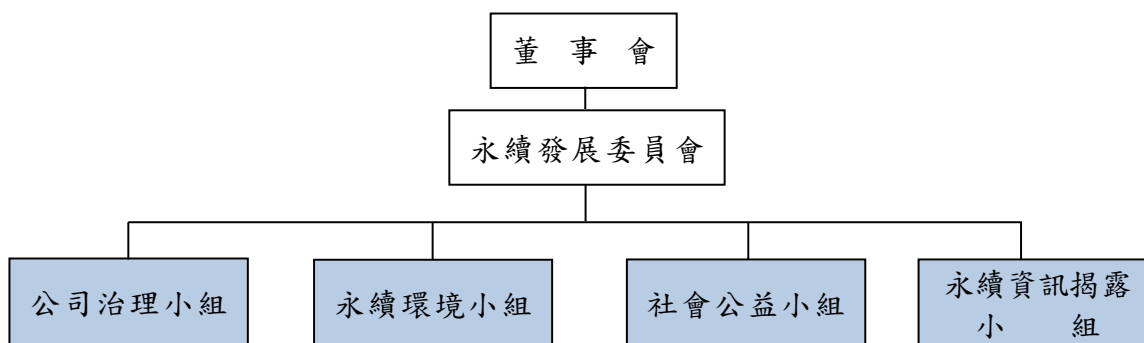 董事會
永續發展委員會
公司治理小組
永續環境小組
社會公益小組
永續資訊揭露
小組